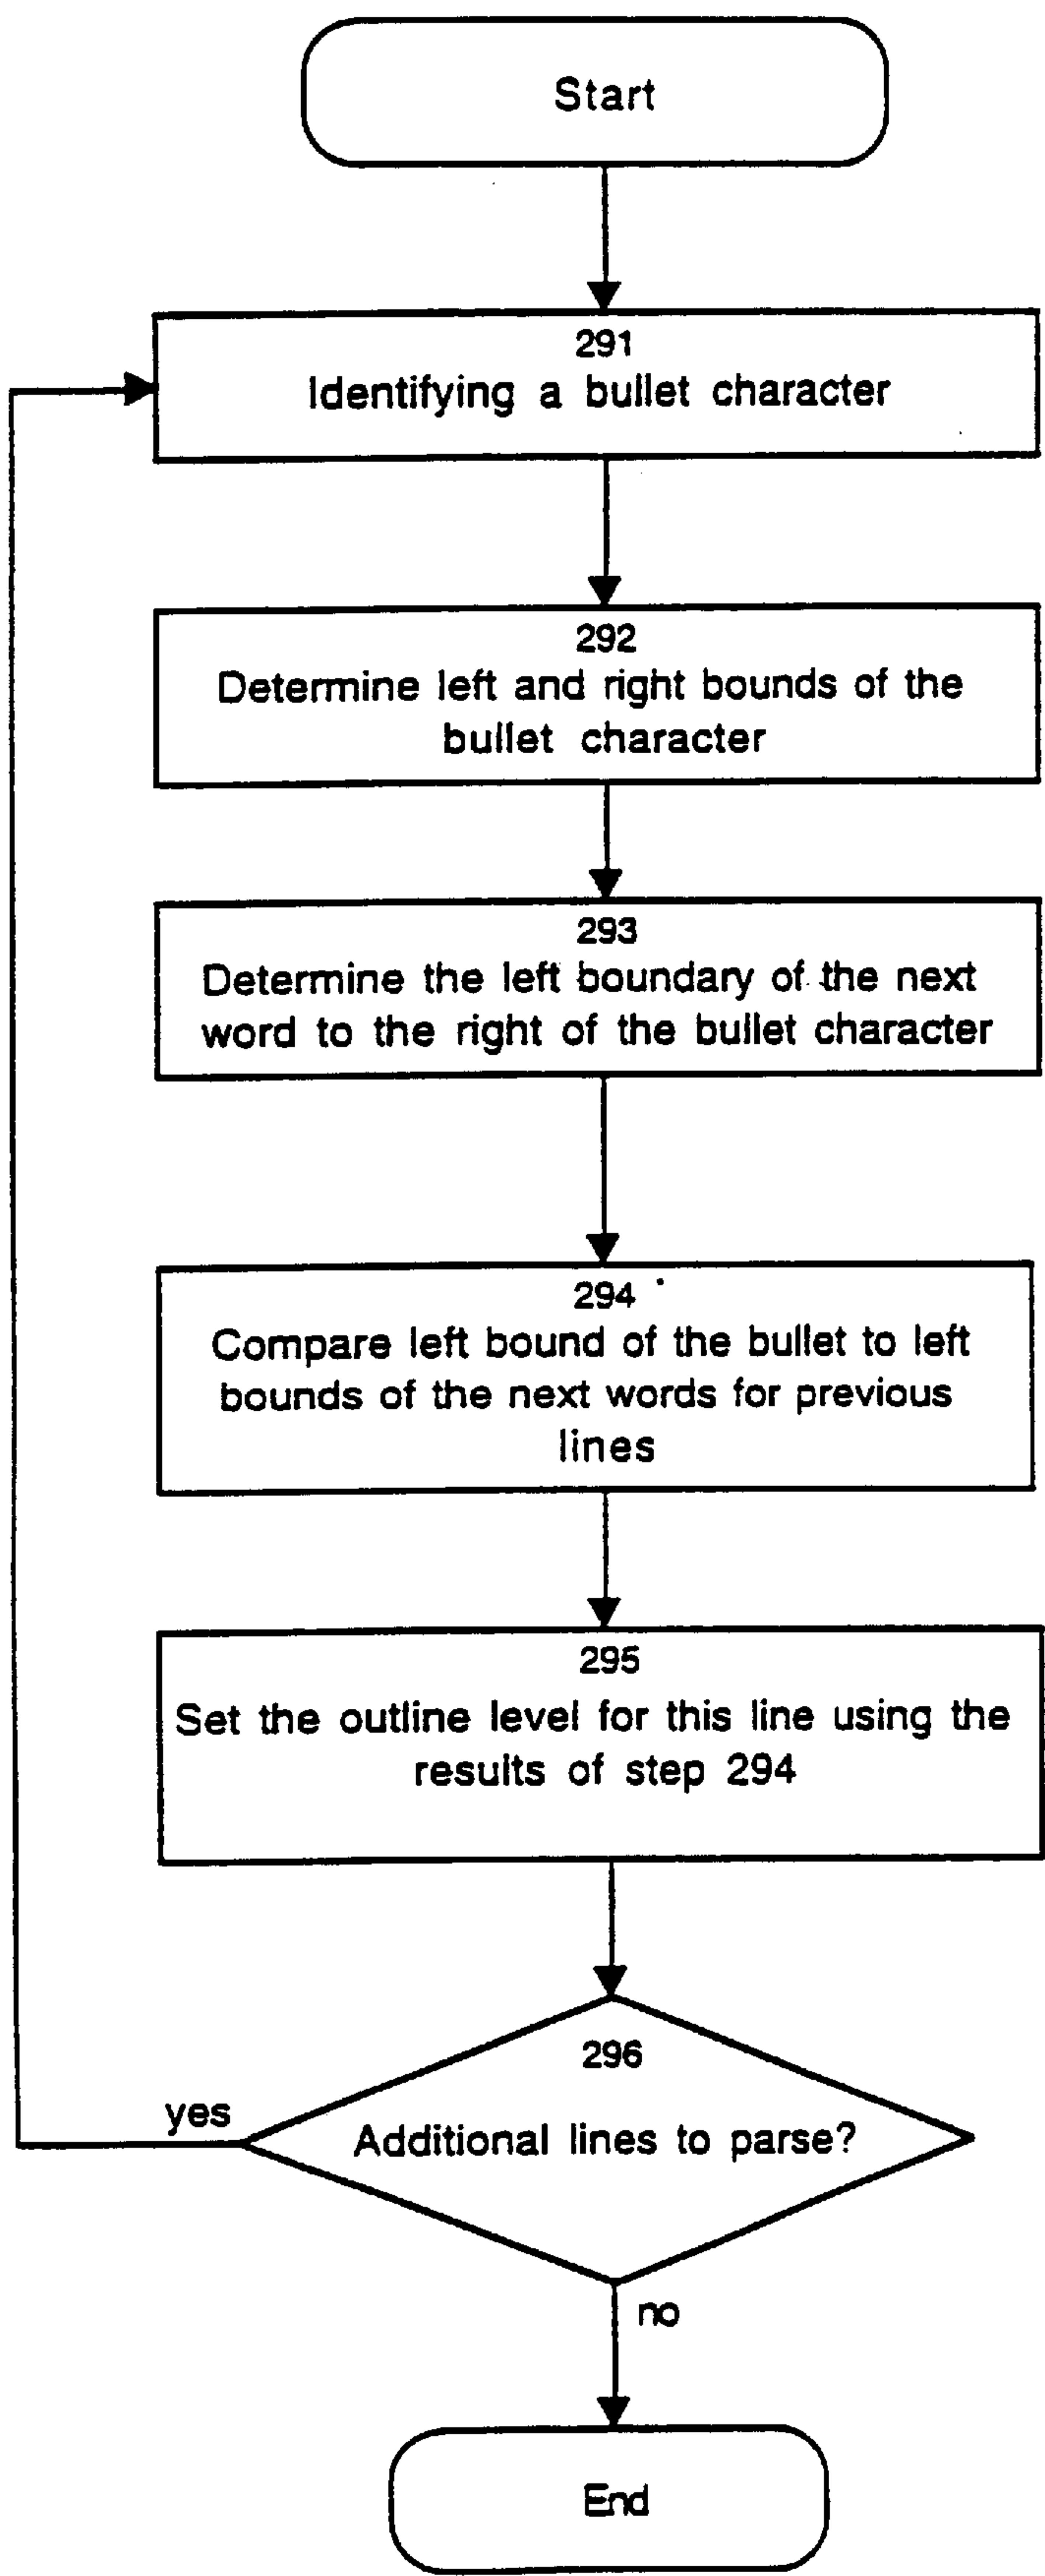 Start
291
Identifying a bullet character
292
Determine left and right bounds of the
bullet character
293
Determine the left boundary of the next
word to the right of the bullet character
294
Compare left bound of the bullet to left
bounds of the next words for previous
lines
295
Set the outline level for this line using the
results of step 294
296
yes
Additional lines to parse?
no
End